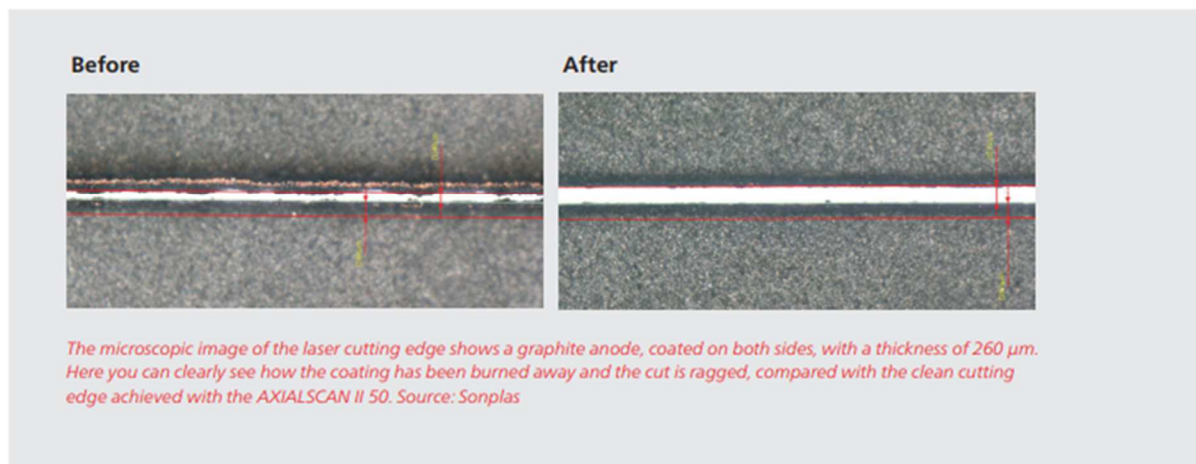 Before
After
The microscopic image of the laser cutting edge shows a graphite anode, coated on both sides, with a thickness of 260 µm.
Here you can clearly see how the coating has been burned away and the cut is ragged, compared with the clean cutting
edge achieved with the AXIALSCAN II 50. Source: Sonplas